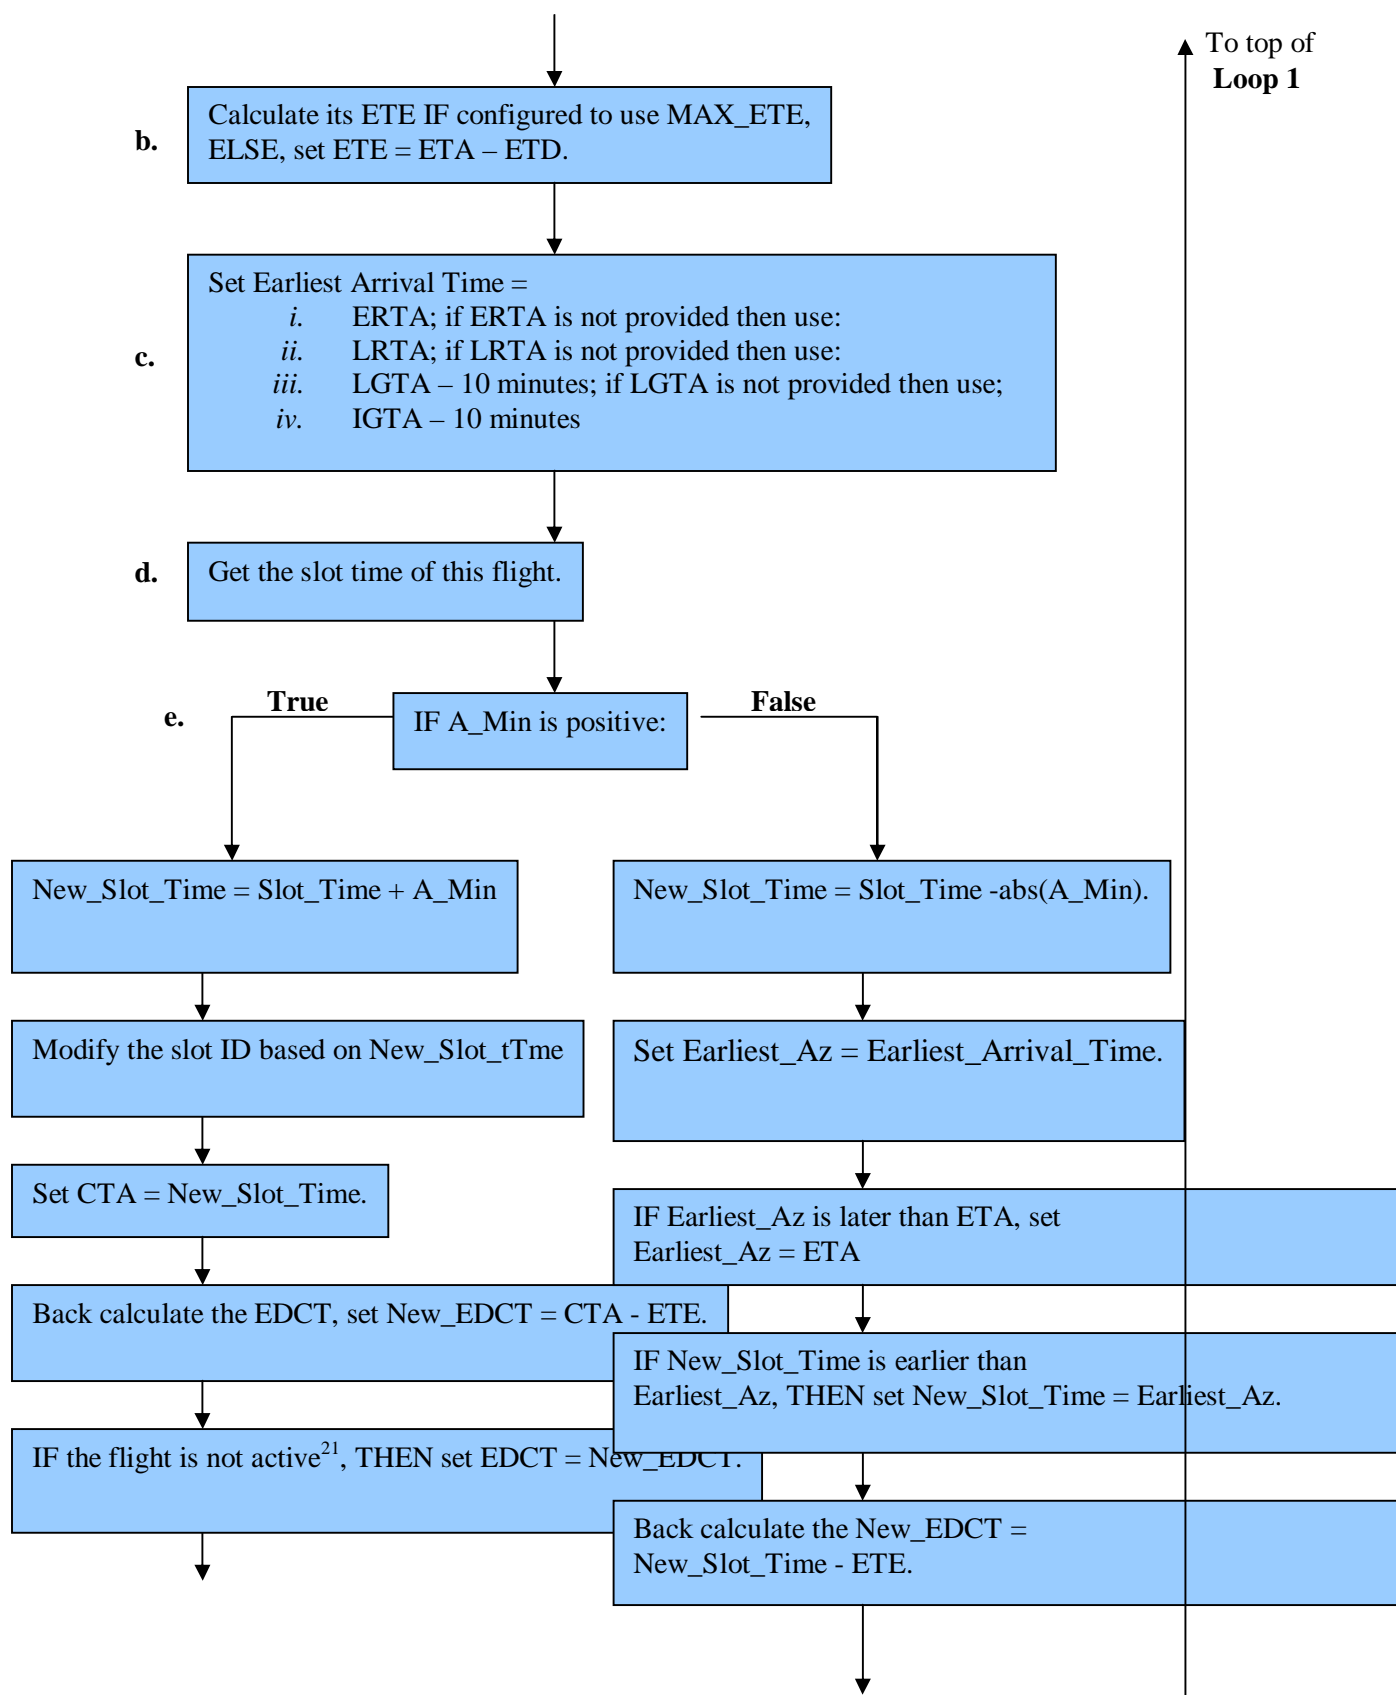 To top of
Loop 1
b.
Calculate its ETE IF configured to use MAX_ETE,
ELSE, set ETE = ETA – ETD.
c.
Set Earliest Arrival Time =
i. ERTA; if ERTA is not provided then use:
ii. LRTA; if LRTA is not provided then use:
iii. LGTA – 10 minutes; if LGTA is not provided then use;
iv. IGTA – 10 minutes
d.
Get the slot time of this flight.
e.
True
IF A_Min is positive:
False
New_Slot_Time = Slot_Time + A_Min
Modify the slot ID based on New_Slot_tTme
Set CTA = New_Slot_Time.
Back calculate the EDCT, set New_EDCT = CTA - ETE.
IF the flight is not active21, THEN set EDCT = New_EDCT.
New_Slot_Time = Slot_Time -abs(A_Min).
Set Earliest_Az = Earliest_Arrival_Time.
IF Earliest_Az is later than ETA, set
Earliest_Az = ETA
IF New_Slot_Time is earlier than
Earliest_Az, THEN set New_Slot_Time = Earliest_Az.
Back calculate the New_EDCT =
New_Slot_Time - ETE.